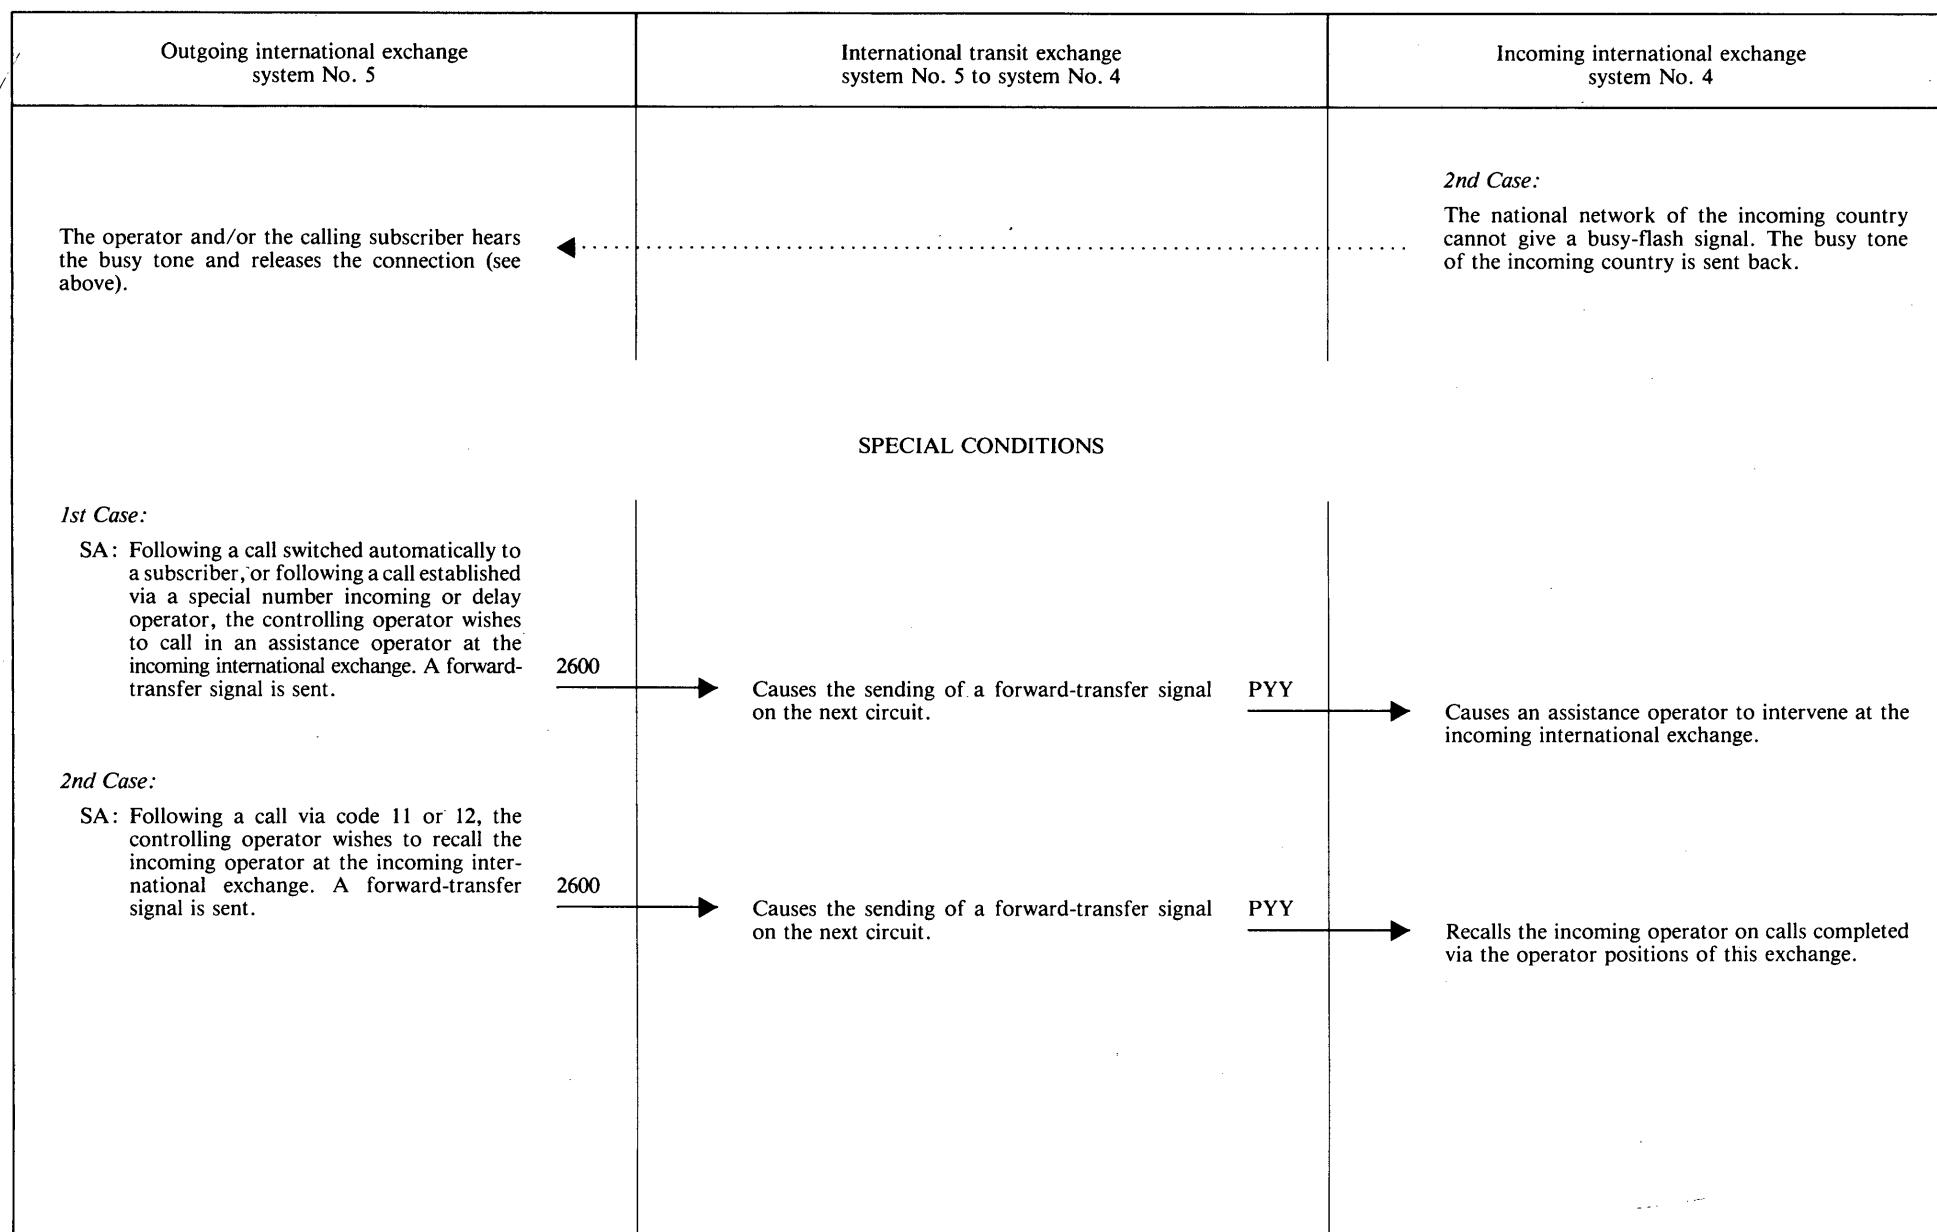 Outgoing international exchange
system No. 5
International transit exchange
system No. 5 to system No. 4
Incoming international exchange
system No. 4
2nd Case:
The national network of the incoming country
cannot give a busy-flash signal. The busy tone
of the incoming country is sent back.
The operator and/or the calling subscriber hears
the busy tone and releases the connection (see
above).
SPECIAL CONDITIONS
1st Case:
SA: Following a call switched automatically to
a subscriber, or following a call established
via a special number incoming or delay
operator, the controlling operator wishes
to call in an assistance operator at the
incoming international exchange. A forward-
transfer signal is sent.
2600
Causes the sending of a forward-transfer signal
on the next circuit.
PYY
Causes an assistance operator to intervene at the
incoming international exchange.
2nd Case:
SA: Following a call via code 11 or 12, the
controlling operator wishes to recall the
incoming operator at the incoming inter-
national exchange. A forward-transfer
signal is sent.
2600
Causes the sending of a forward-transfer signal
on the next circuit.
PYY
Recalls the incoming operator on calls completed
via the operator positions of this exchange.